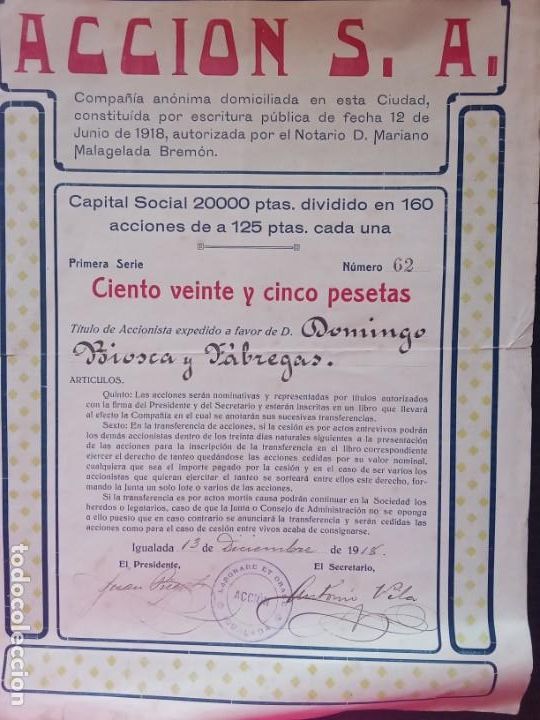 ACCION S. A.
Compañía anónima domiciliada en esta Ciudad,
constituída por escritura pública de fecha 12 de
Junio de 1918, autorizada por el Notario D. Mariano
Malagelada Bremón.
Capital Social 20000 ptas. dividido en 160
acciones de a 125 ptas. cada una
Primera Serie Número 62
Ciento veinte y cinco pesetas
Título de Accionista expedido a favor de D. Domingo
Biosca y Fábregas.
ARTICULOS.
Quinto: Las acciones serán nominativas y representadas por títulos autorizados
con la firma del Presidente y del Secretario y estarán inscritas en un libro que llevará
al efecto la Compañía en el cual se anotarán sus sucesivas transferencias.
Sexto: En la transferencia de acciones, si la cesión es por actos entrevivos podrán
los demás accionistas dentro de los treinta días naturales siguientes a la presentación
de las acciones para la inscripción de la transferencia en el libro correspondiente
ejercer el derecho de tanteo quedándose las acciones cedidas por su valor nominal,
cualquiera que sea el importe pagado por la cesión y en el caso de ser varios los
accionistas que quieran ejercitar el tanteo se sorteará entre ellos este derecho, for-
mando la Junta un solo lote o varios de las acciones.
Si la transferencia es por actos mortis causa podrán continuar en la Sociedad los
heredos o legatarios, caso de que la Junta o Consejo de Administración no se oponga
a ello puesto que en caso contrario se anunciará la transferencia y serán cedidas las
acciones como para el caso de cesión entre vivos acaba de consignarse.
Igualada 13 de Diciembre de 1918.
El Presidente, El Secretario,
Juan Antonio Vila
LABORARE ET ORARE
ACCIÓN
IGUALADA
todocoleccion
todocoleccion.net